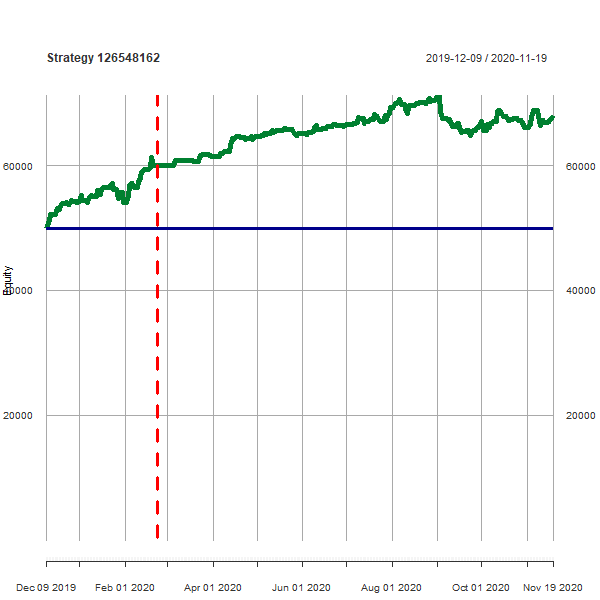 Strategy 126548162
2019-12-09 / 2020-11-19
60000
60000
Equity
40000
40000
20000
20000
Dec 09 2019
Feb 01 2020
Apr 01 2020
Jun 01 2020
Aug 01 2020
Oct 01 2020
Nov 19 2020